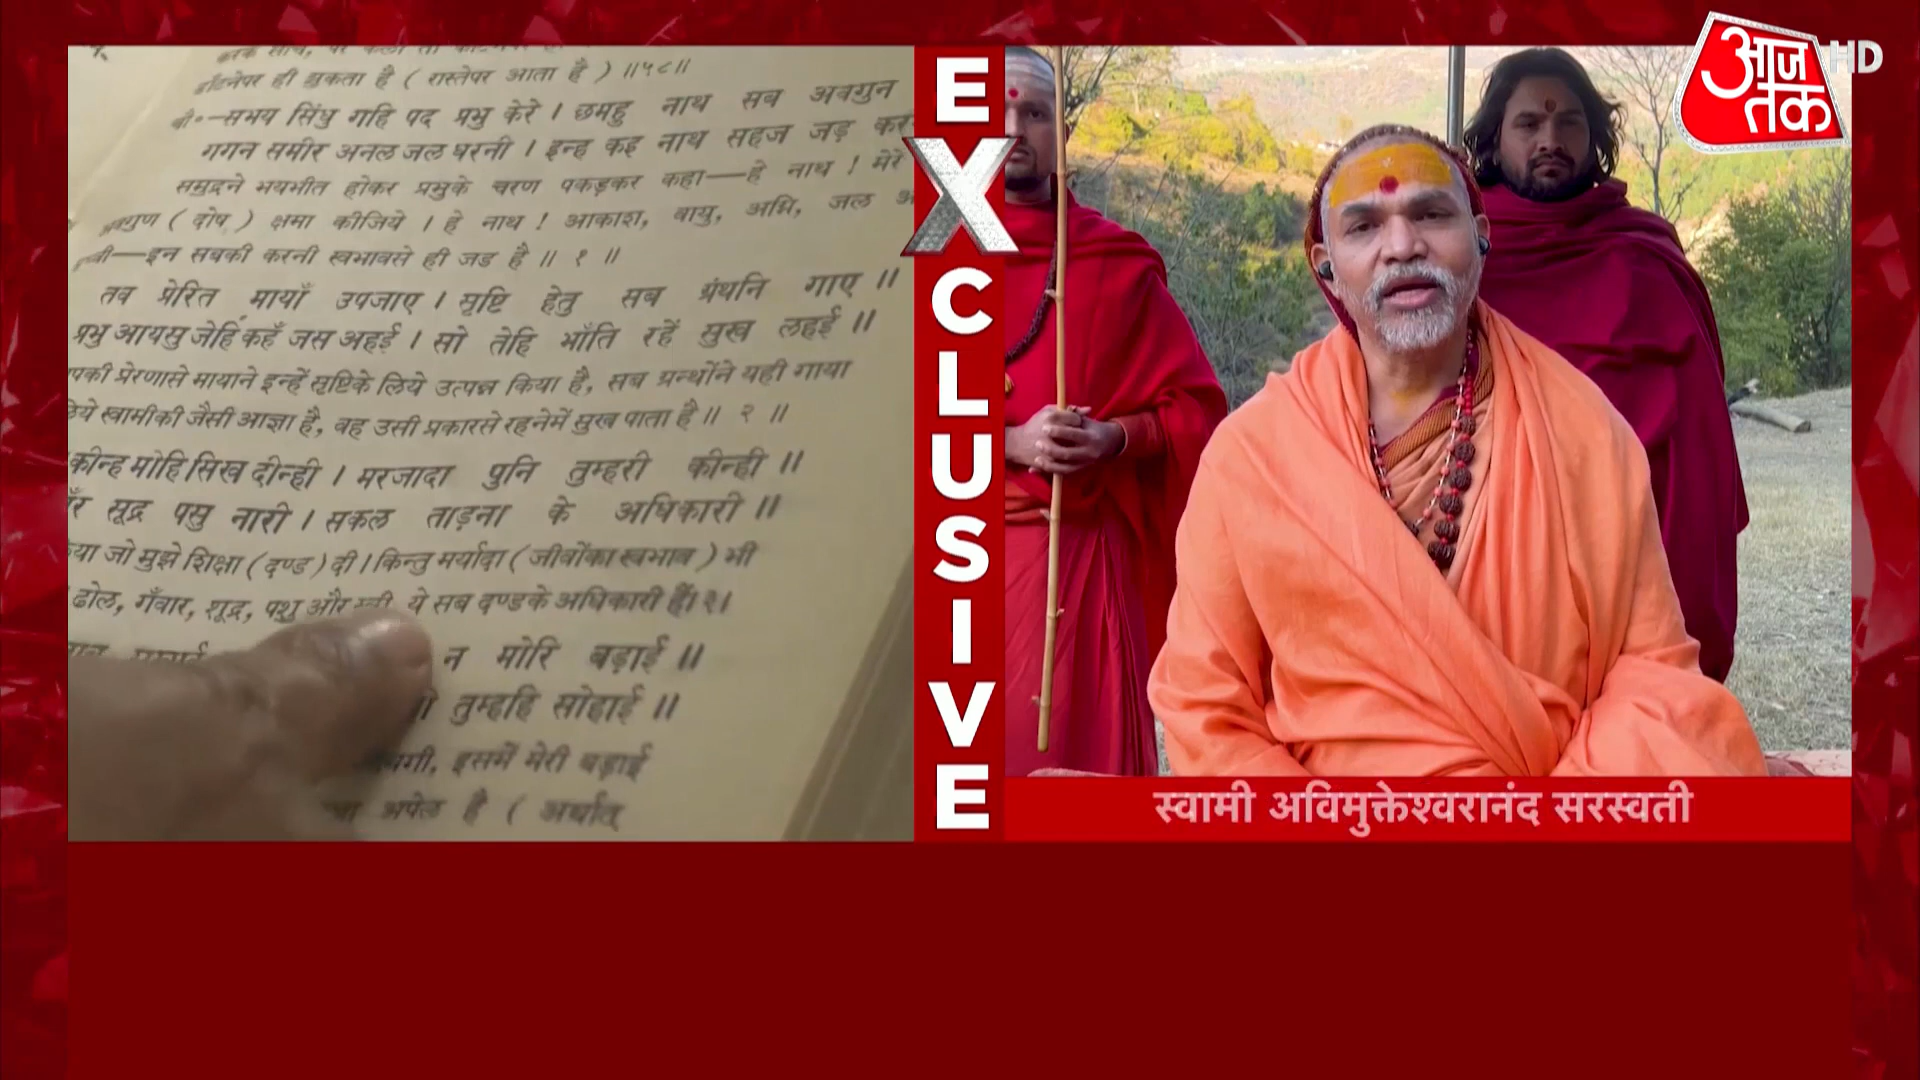 डाँटनेपर ही झुकता है ( रास्तेपर आता है ) ॥५८॥
चौ०—सभय सिंधु गहि पद प्रभु केरे । छमहु नाथ सब अवगुन
गगन समीर अनल जल धरनी । इन्ह कइ नाथ सहज जड़
समुद्रने भयभीत होकर प्रभुके चरण पकड़कर कहा—हे नाथ ! मेरे
( दोष ) क्षमा कीजिये । हे नाथ ! आकाश, वायु, अग्नि, जल
इन सबकी करनी स्वभावसे ही जड है ॥ १ ॥
तव प्रेरित मायाँ उपजाए । सृष्टि हेतु सब ग्रंथनि गाए ॥
प्रभु आयसु जेहि कहँ जस अहई । सो तेहि भाँति रहें सुख लहई ॥
प्रेरणासे मायाने इन्हें सृष्टिके लिये उत्पन्न किया है, सब ग्रन्थोंने यही गाया
स्वामीकी जैसी आज्ञा है, वह उसी प्रकारसे रहनेमें सुख पाता है ॥ २ ॥
कीन्ह मोहि सिख दीन्ही । मरजादा पुनि तुम्हरी कीन्ही ॥
सूद्र पसु नारी । सकल ताड़ना के अधिकारी ॥
जो मुझे शिक्षा ( दण्ड ) दी । किन्तु मर्यादा ( जीवोंका स्वभाव ) भी
ढोल, गँवार, शूद्र, पशु और स्त्री ये सब दण्डके अधिकारी हैं।३।
न मोरि बड़ाई ॥
तुम्हहि सोहाई ॥
इसमें मेरी बड़ाई
अपेल है ( अर्थात्
EXCLUSIVE
आज
तक
HD
स्वामी अविमुक्तेश्वरानंद सरस्वती